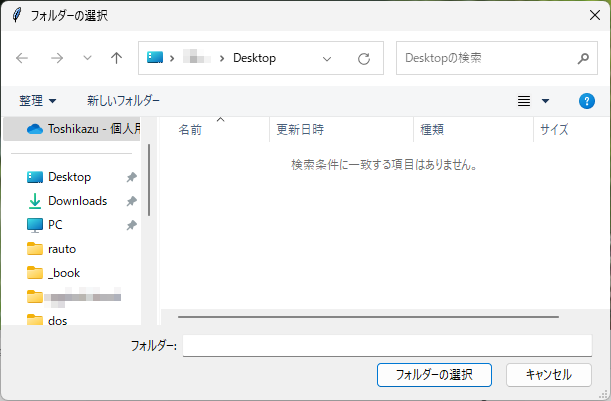 フォルダーの選択
Desktop
Desktopの検索
整理
新しいフォルダー
Toshikazu - 個人用
名前
更新日時
種類
サイズ
検索条件に一致する項目はありません。
Desktop
Downloads
PC
rauto
_book
dos
フォルダー:
フォルダーの選択
キャンセル